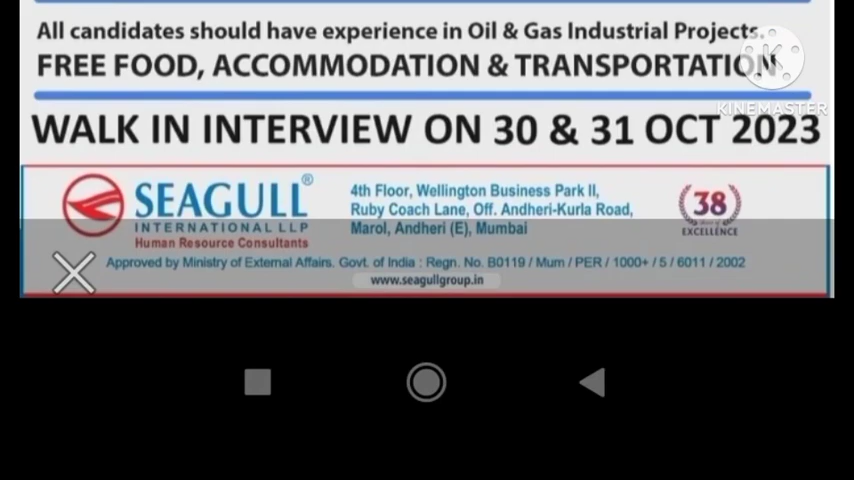 All candidates should have experience in Oil & Gas Industrial Projects.
FREE FOOD, ACCOMMODATION & TRANSPORTATION
KINEMASTER
WALK IN INTERVIEW ON 30 & 31 OCT 2023
SEAGULL®
INTERNATIONAL LLP
Human Resource Consultants
4th Floor, Wellington Business Park II,
Ruby Coach Lane, Off. Andheri-Kurla Road,
Marol, Andheri (E), Mumbai
38
EXCELLENCE
Approved by Ministry of External Affairs. Govt. of India : Regn. No. B0119 / Mum / PER / 1000+ / 5 / 6011 / 2002
www.seagullgroup.in